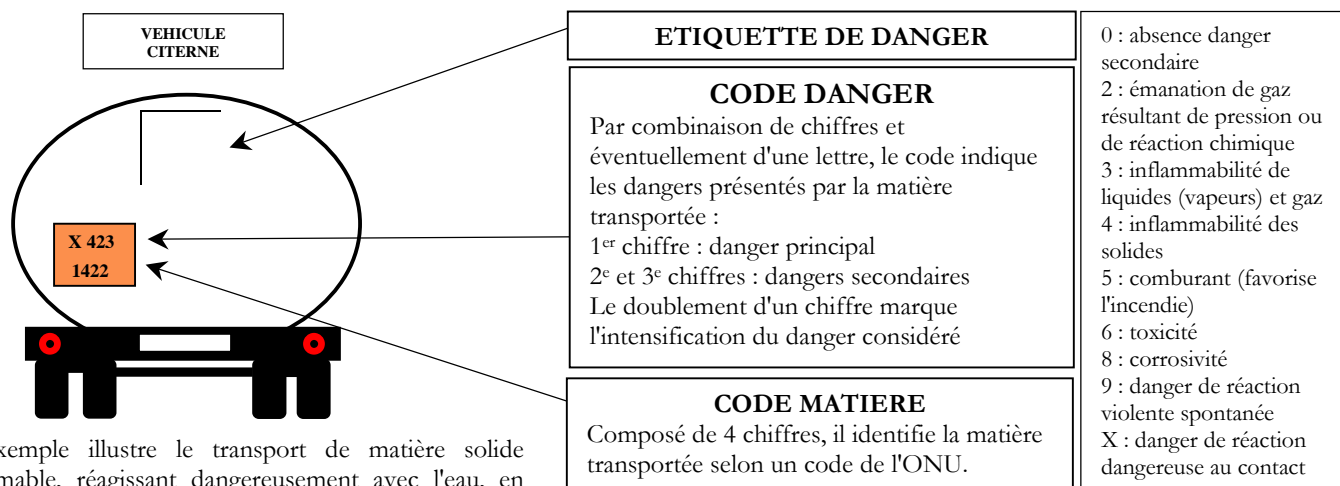 VEHICULE
CITERNE
X 423
1422
ETIQUETTE DE DANGER
CODE DANGER
Par combinaison de chiffres et
éventuellement d'une lettre, le code indique
les dangers présentés par la matière
transportée :
1er chiffre : danger principal
2e et 3e chiffres : dangers secondaires
Le doublement d'un chiffre marque
l'intensification du danger considéré
CODE MATIERE
Composé de 4 chiffres, il identifie la matière
transportée selon un code de l'ONU.
0 : absence danger
secondaire
2 : émanation de gaz
résultant de pression ou
de réaction chimique
3 : inflammabilité de
liquides (vapeurs) et gaz
4 : inflammabilité des
solides
5 : comburant (favorise
l'incendie)
6 : toxicité
8 : corrosivité
9 : danger de réaction
violente spontanée
X : danger de réaction
dangereuse au contact
xemple illustre le transport de matière solide
mable, réagissant dangereusement avec l'eau, en